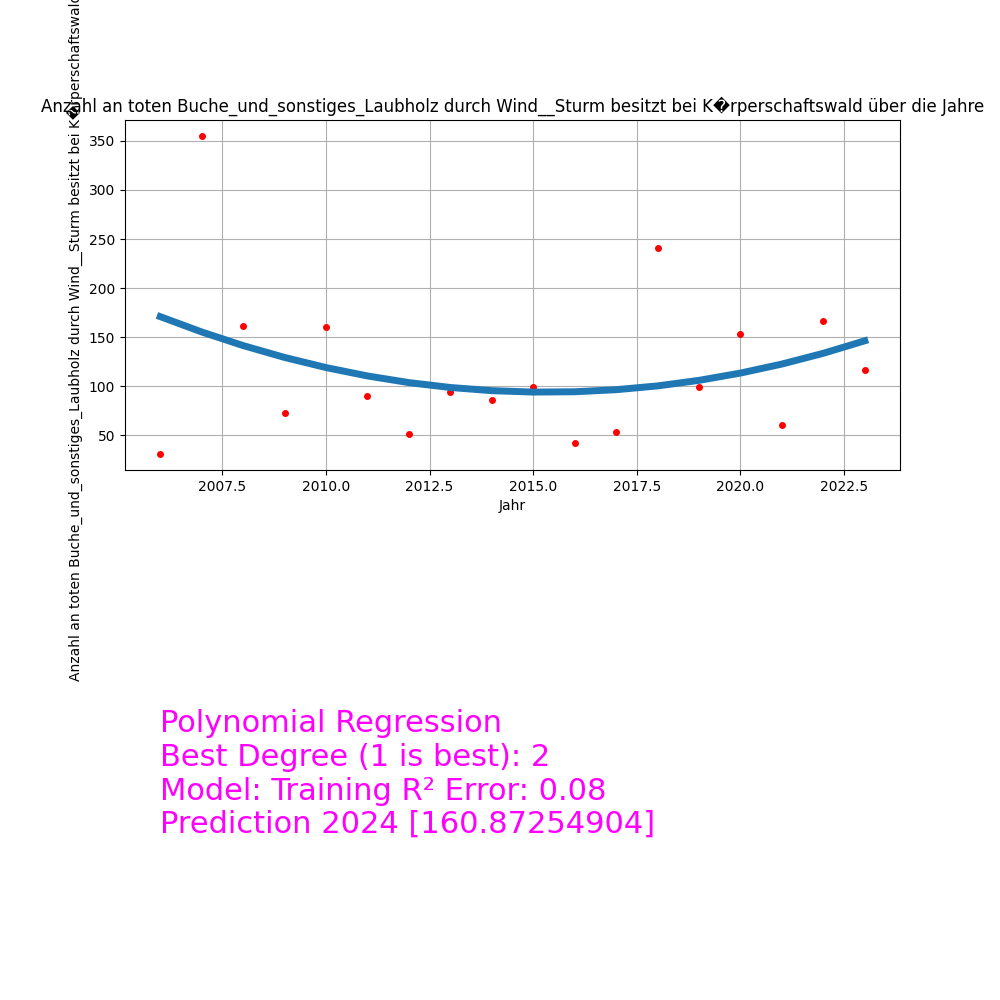 Anzahl an toten Buche_und_sonstiges_Laubholz durch Wind__Sturm besitzt bei K�rperschaftswald über die Jahre
Anzahl an toten Buche_und_sonstiges_Laubholz durch Wind__Sturm besitzt bei K�rperschaftswald
350
300
250
200
150
100
50
2007.5 2010.0 2012.5 2015.0 2017.5 2020.0 2022.5
Jahr
Polynomial Regression
Best Degree (1 is best): 2
Model: Training R² Error: 0.08
Prediction 2024 [160.87254904]